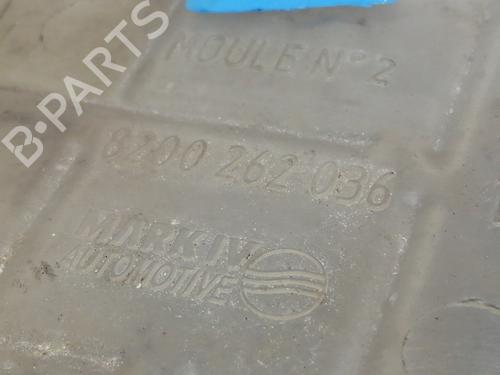 MOULE N° 2
8200 262 036
MARK IV
AUTOMOTIVE
B-PARTS